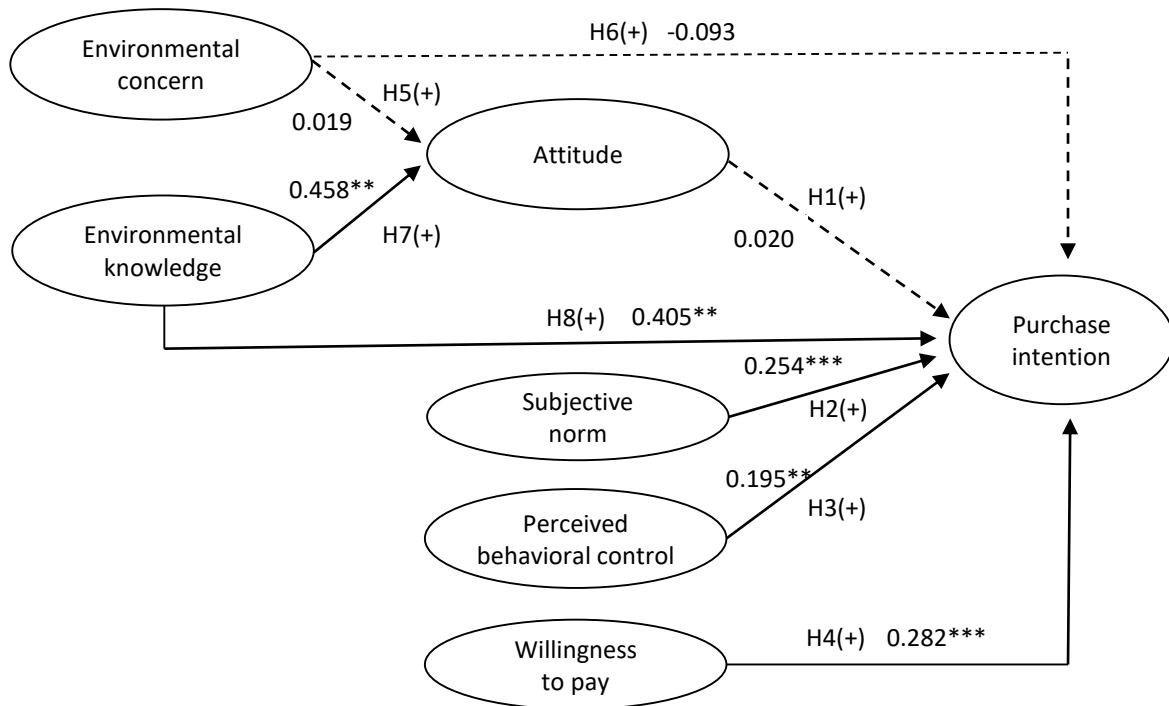 Environmental
concern
H6(+) -0.093
H5(+)
0.019
Attitude
0.458**
H7(+)
H1(+)
0.020
Environmental
knowledge
H8(+) 0.405**
Purchase
intention
0.254***
H2(+)
Subjective
norm
0.195**
H3(+)
Perceived
behavioral control
H4(+) 0.282***
Willingness
to pay